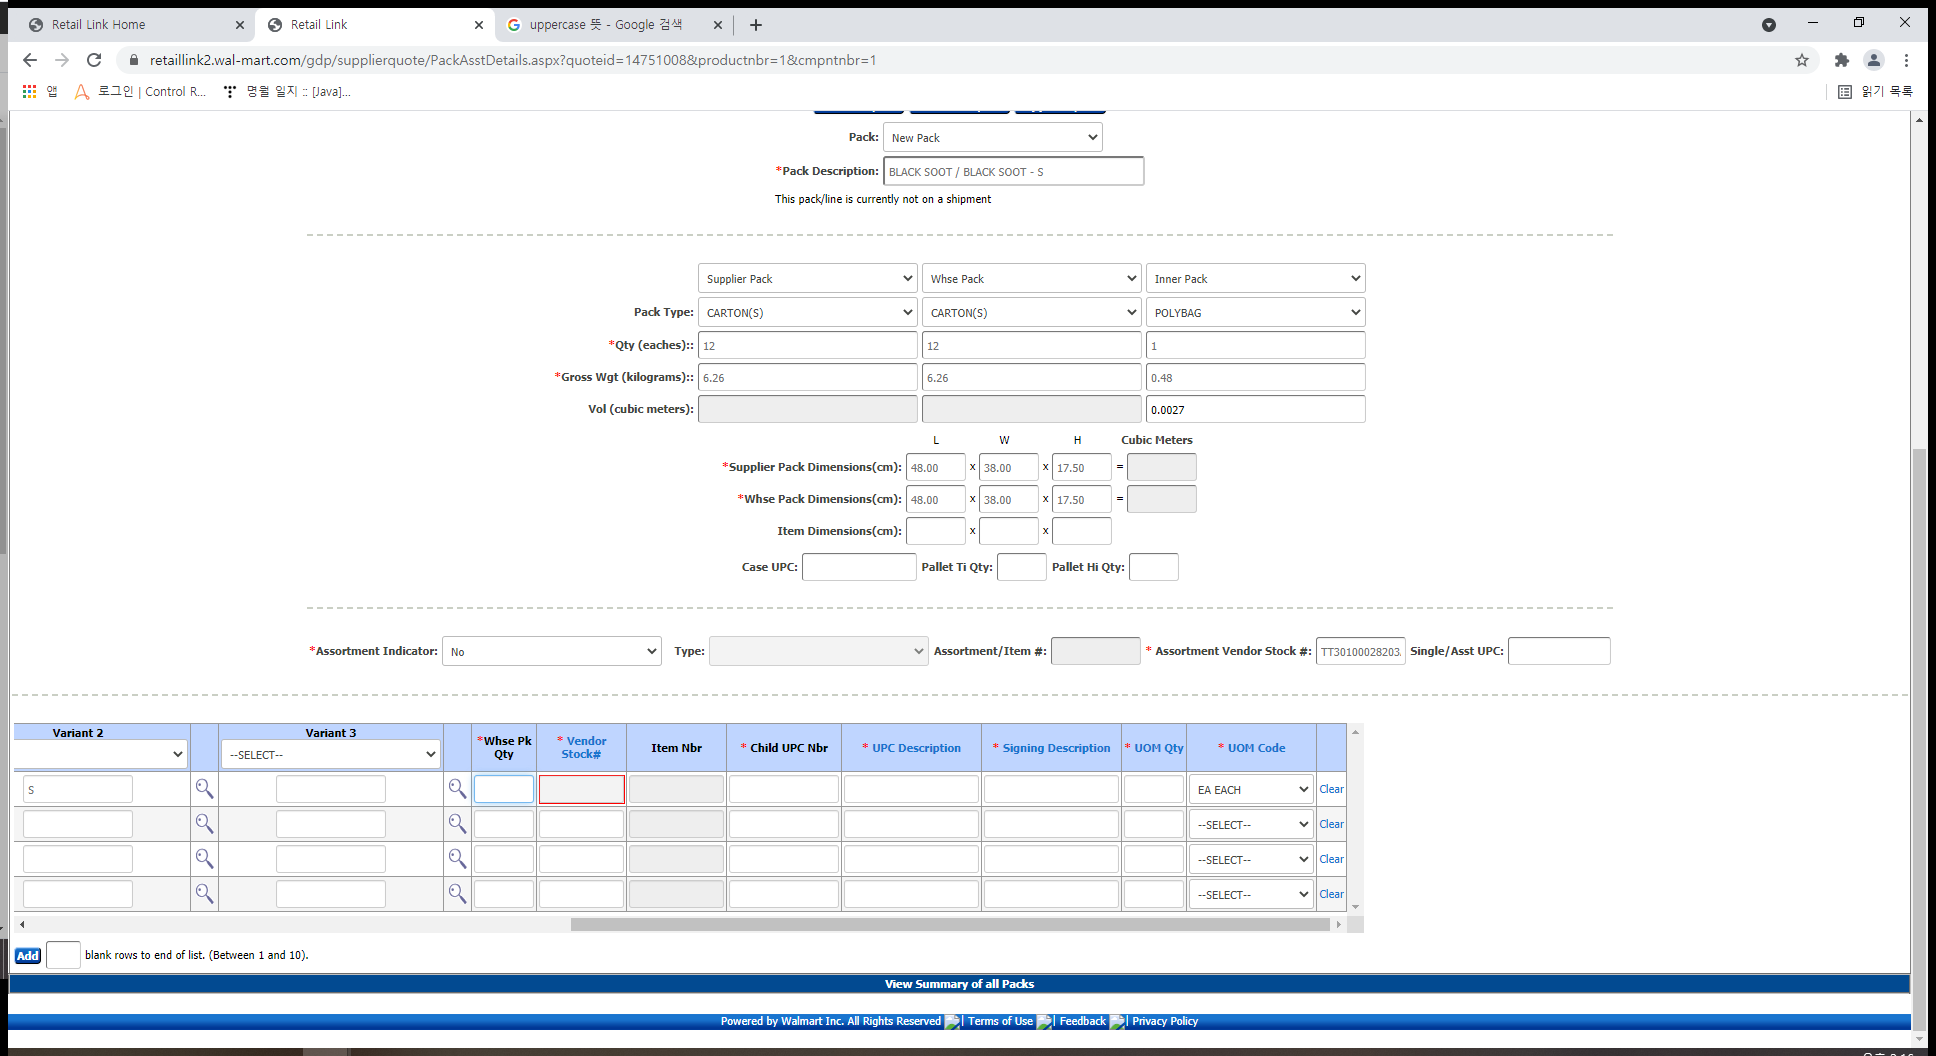 Retail Link Home
Retail Link
uppercase 뜻 - Google 검색
retaillink2.wal-mart.com/gdp/supplierquote/PackAsstDetails.aspx?quoteid=14751008&productnbr=1&cmpntnbr=1
앱 로그인 | Control R... 명월 일지 :: [Java]... 읽기 목록
Pack: New Pack
*Pack Description: BLACK SOOT / BLACK SOOT - S
This pack/line is currently not on a shipment
Supplier Pack Whse Pack Inner Pack
Pack Type: CARTON(S) CARTON(S) POLYBAG
*Qty (eaches):: 12 12 1
*Gross Wgt (kilograms):: 6.26 6.26 0.48
Vol (cubic meters): 0.0027
L W H Cubic Meters
*Supplier Pack Dimensions(cm): 48.00 x 38.00 x 17.50 =
*Whse Pack Dimensions(cm): 48.00 x 38.00 x 17.50 =
Item Dimensions(cm): x x
Case UPC: Pallet Ti Qty: Pallet Hi Qty:
*Assortment Indicator: No Type: Assortment/Item #: * Assortment Vendor Stock #: TT30100028203 Single/Asst UPC:
Variant 2 Variant 3 *Whse Pk Qty * Vendor Stock# Item Nbr * Child UPC Nbr * UPC Description * Signing Description * UOM Qty * UOM Code
--SELECT--
S EA EACH Clear
--SELECT-- Clear
--SELECT-- Clear
--SELECT-- Clear
Add blank rows to end of list. (Between 1 and 10).
View Summary of all Packs
Powered by Walmart Inc. All Rights Reserved | Terms of Use | Feedback | Privacy Policy